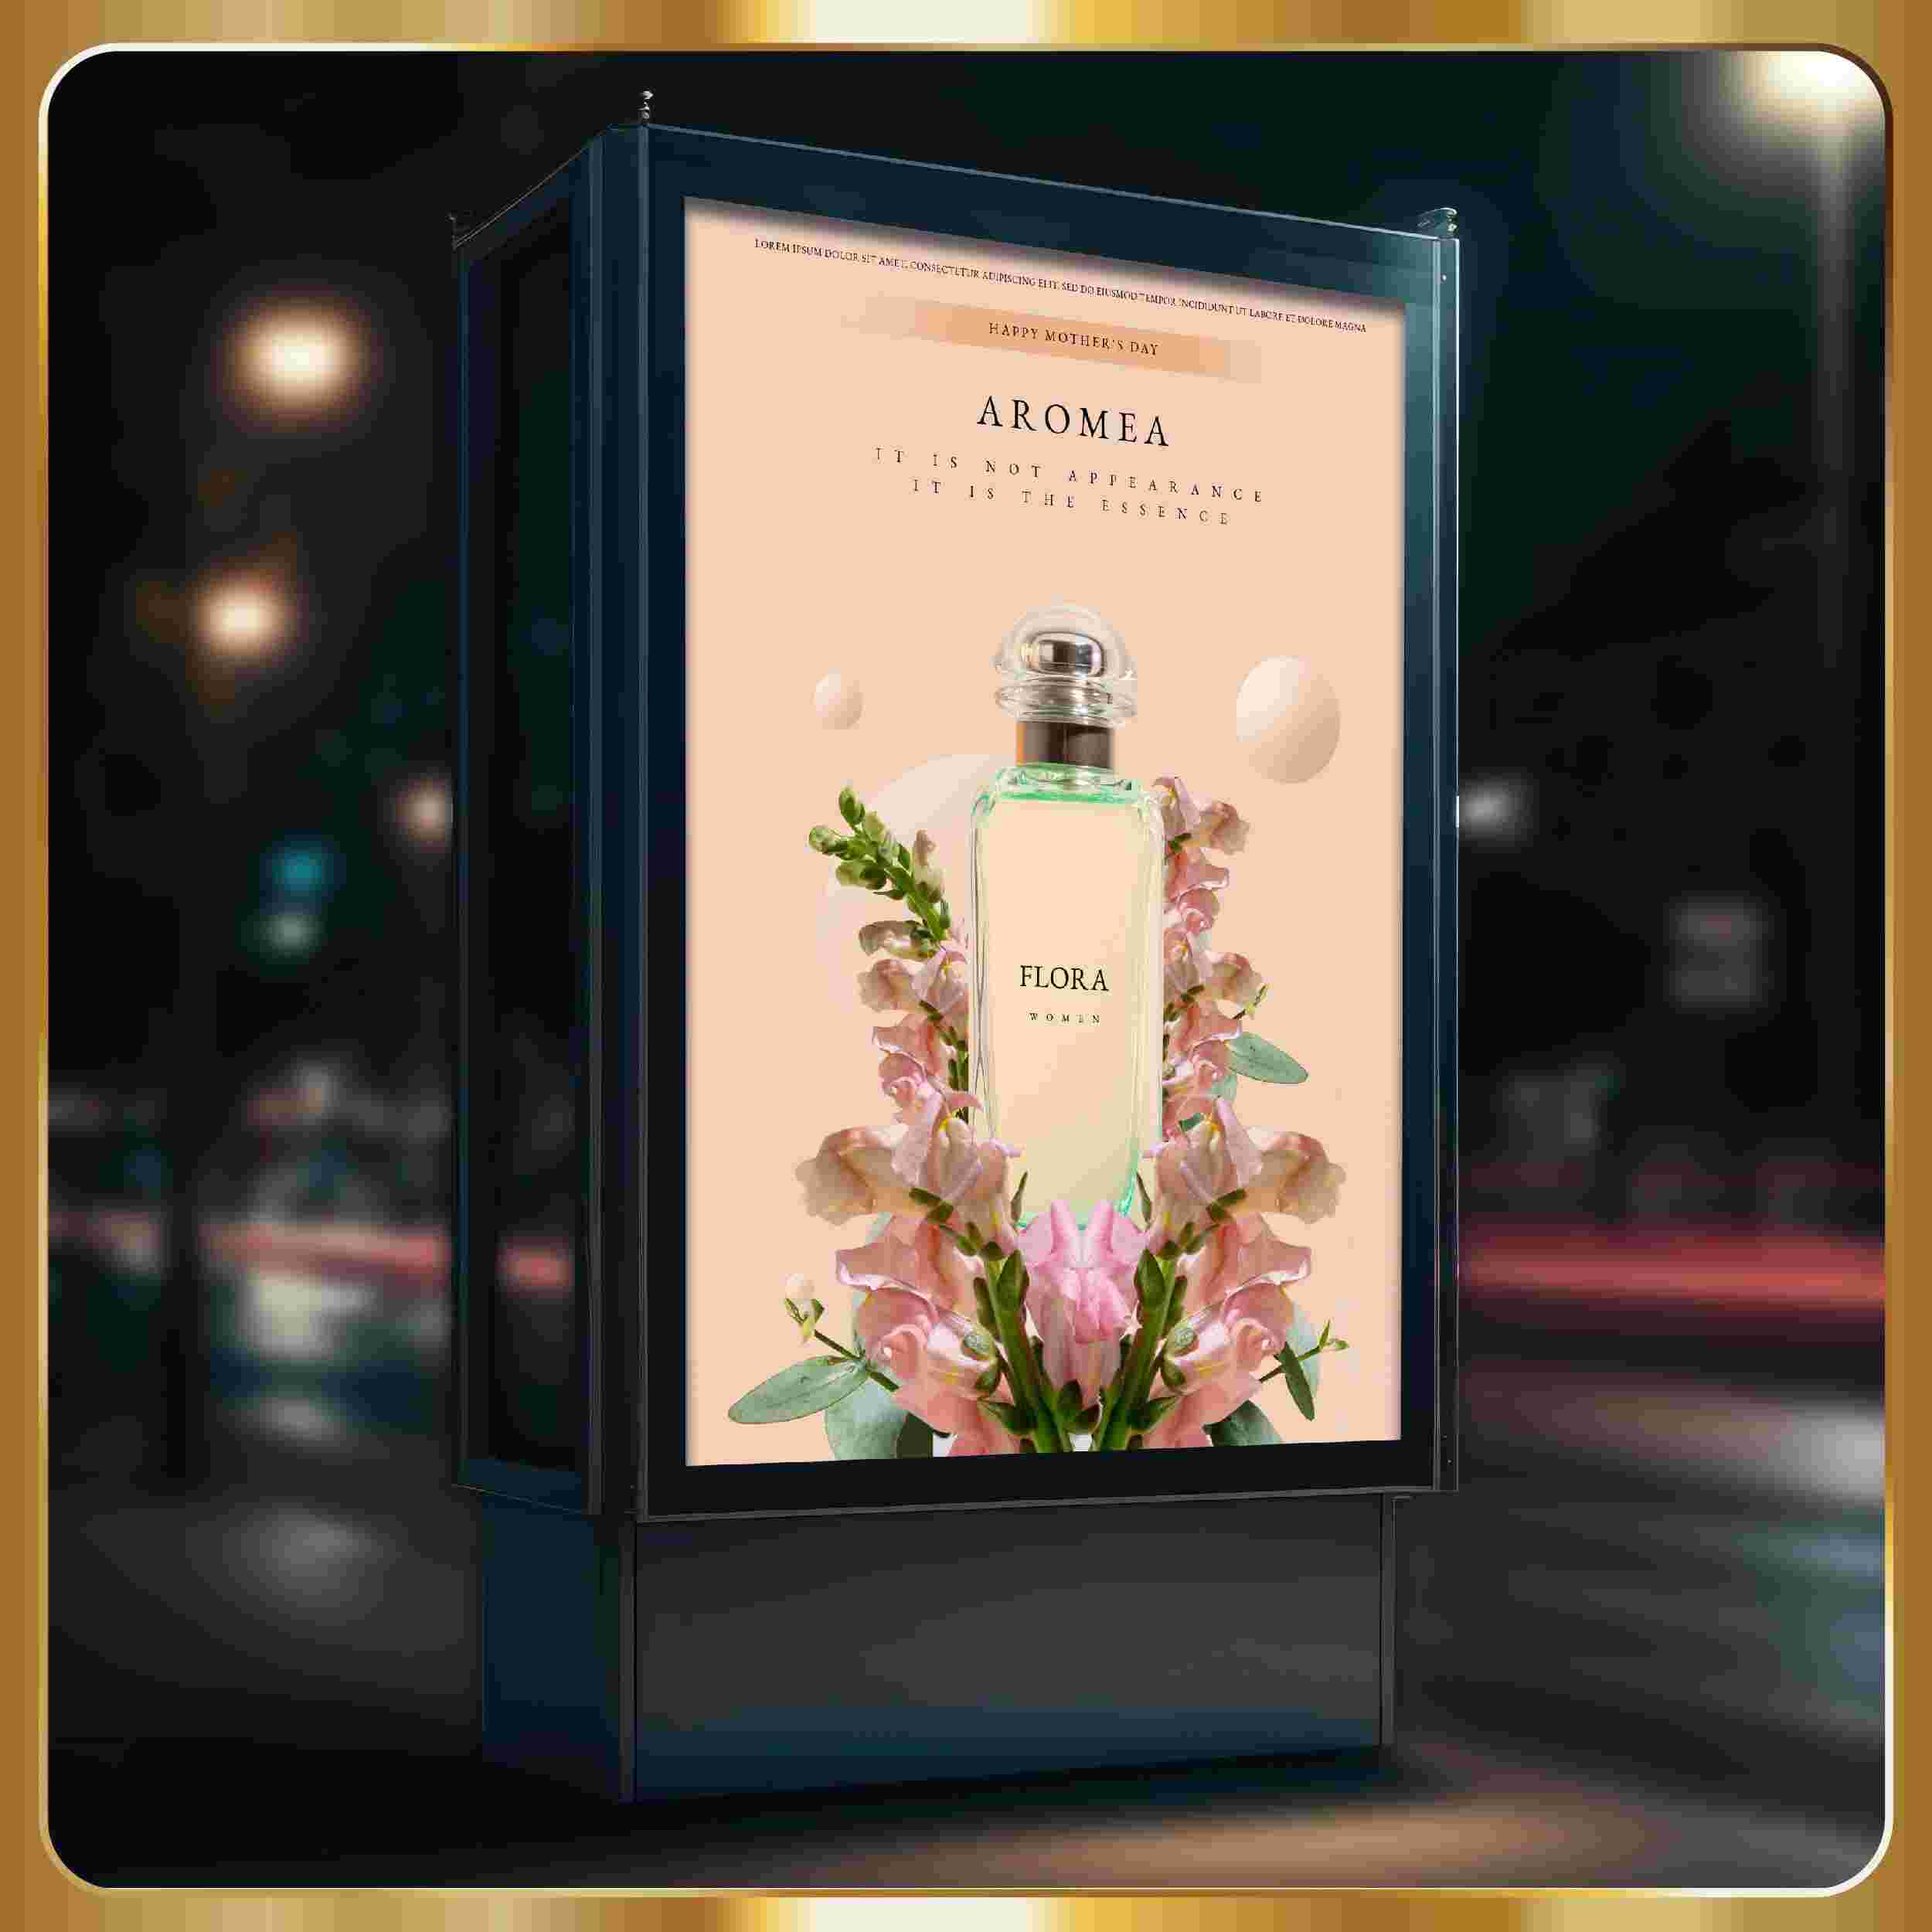 LOREM IPSUM DOLOR SIT AMET, CONSECTETUR ADIPISCING ELIT, SED DO EIUSMOD TEMPOR INCIDIDUNT UT LABORE ET DOLORE MAGNA
HAPPY MOTHER'S DAY
AROMEA
IT IS NOT APPEARANCE
IT IS THE ESSENCE
FLORA
WOMEN